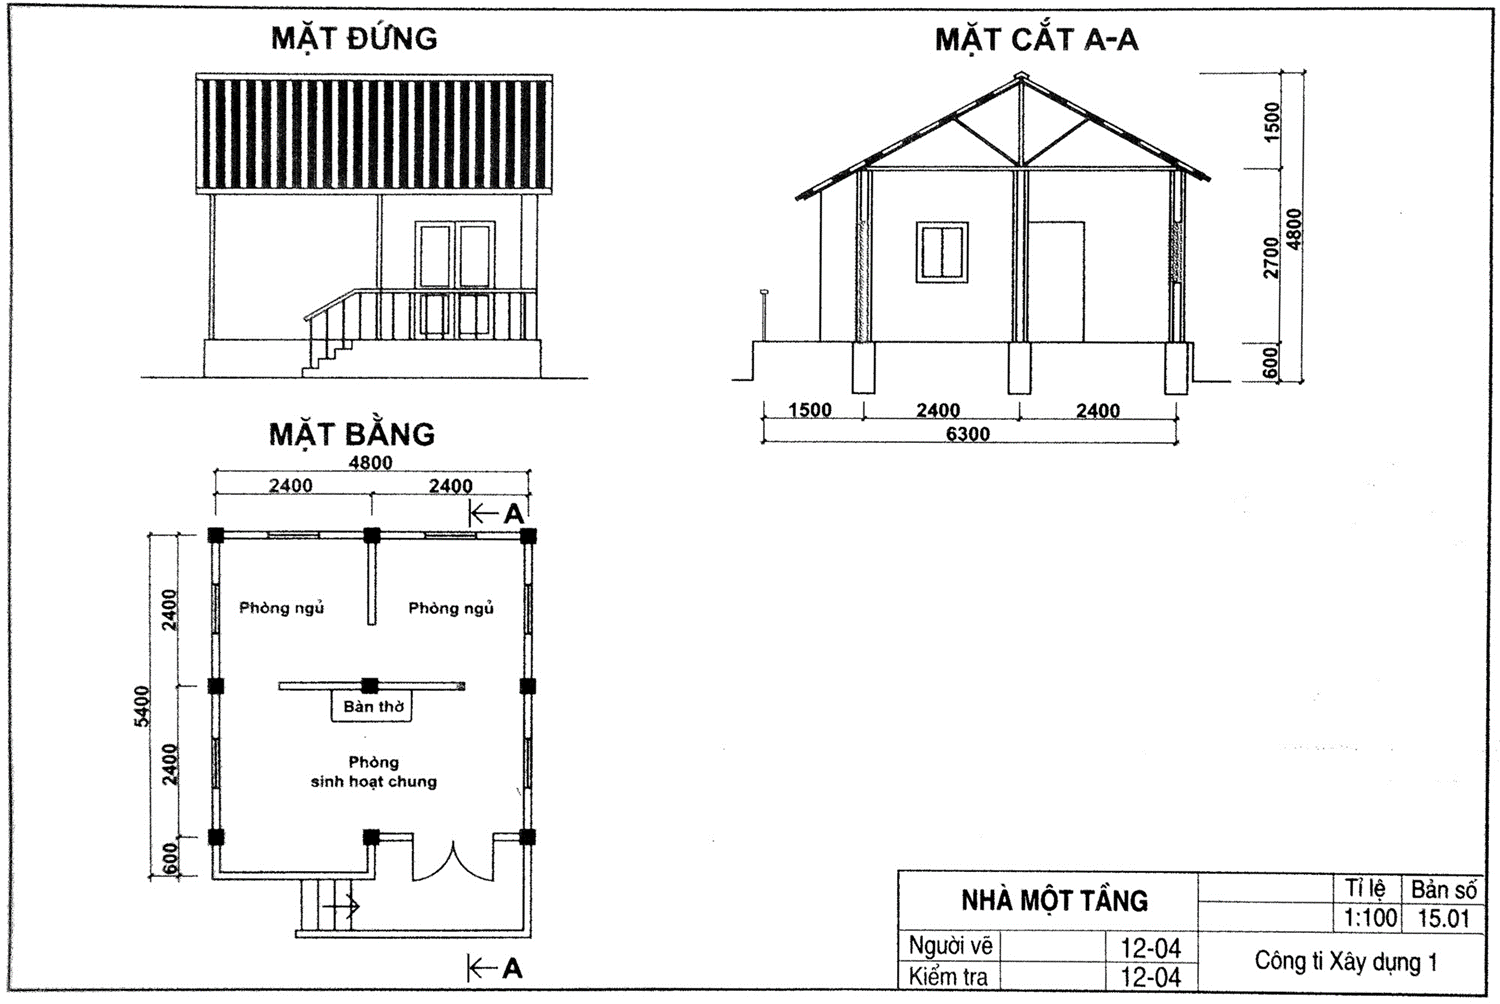 MẶT ĐỨNG
MẶT CẮT A-A
1500
2700
4800
600
1500
2400
2400
6300
MẶT BẰNG
4800
2400
2400
A
2400
5400
2400
600
Phòng ngủ
Phòng ngủ
Bàn thờ
Phòng
sinh hoạt chung
A
NHÀ MỘT TẦNG
Tỉ lệ
Bản số
1:100
15.01
Người vẽ
12-04
Kiểm tra
12-04
Công ti Xây dụng 1